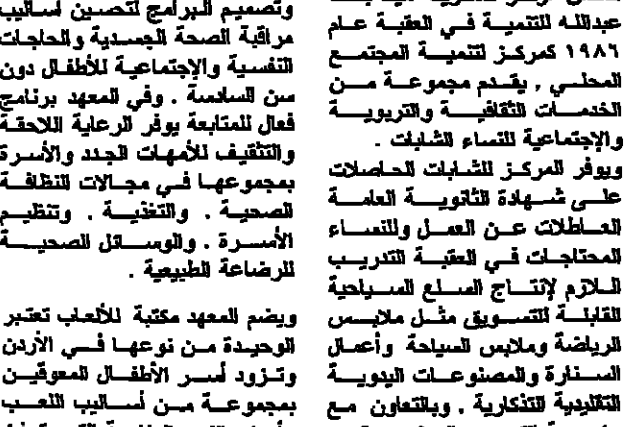 عبدالله للتنمية في العقبة عام
١٩٨٦ كمركز لتنمية المجتمع
المحلي ، يقدم مجموعة من
الخدمات الثقافية والتربوية
والإجتماعية للنساء الشابات .
ويوفر المركز للشابات الحاصلات
على شهادة الثانوية العامة
العاطلات عن العمل وللنساء
المحتاجات في العقبة التدريب
اللازم لإنتاج السلع السياحية
القابلة للتسويق مثل ملابس
الرياضة وملابس السياحة وأعمال
السنارة والمصنوعات اليدوية
التقليدية التذكارية . وبالتعاون مع
وتصميم البرامج لتحسين أساليب
مراقبة الصحة الجسدية والحاجات
النفسية والإجتماعية للأطفال دون
سن السادسة . وفي المعهد برنامج
فعال للمتابعة يوفر الرعاية اللاحقة
والتثقيف للأمهات الجدد والأسرة
بمجموعها في مجالات النظافة
الصحية . والتغذية . وتنظيم
الأسرة . والوسائل الصحيحة
للرضاعة الطبيعية .
ويضم المعهد مكتبة للألعاب تعتبر
الوحيدة من نوعها في الأردن
وتزود أسر الأطفال المعوقين
بمجموعة من أساليب اللعب